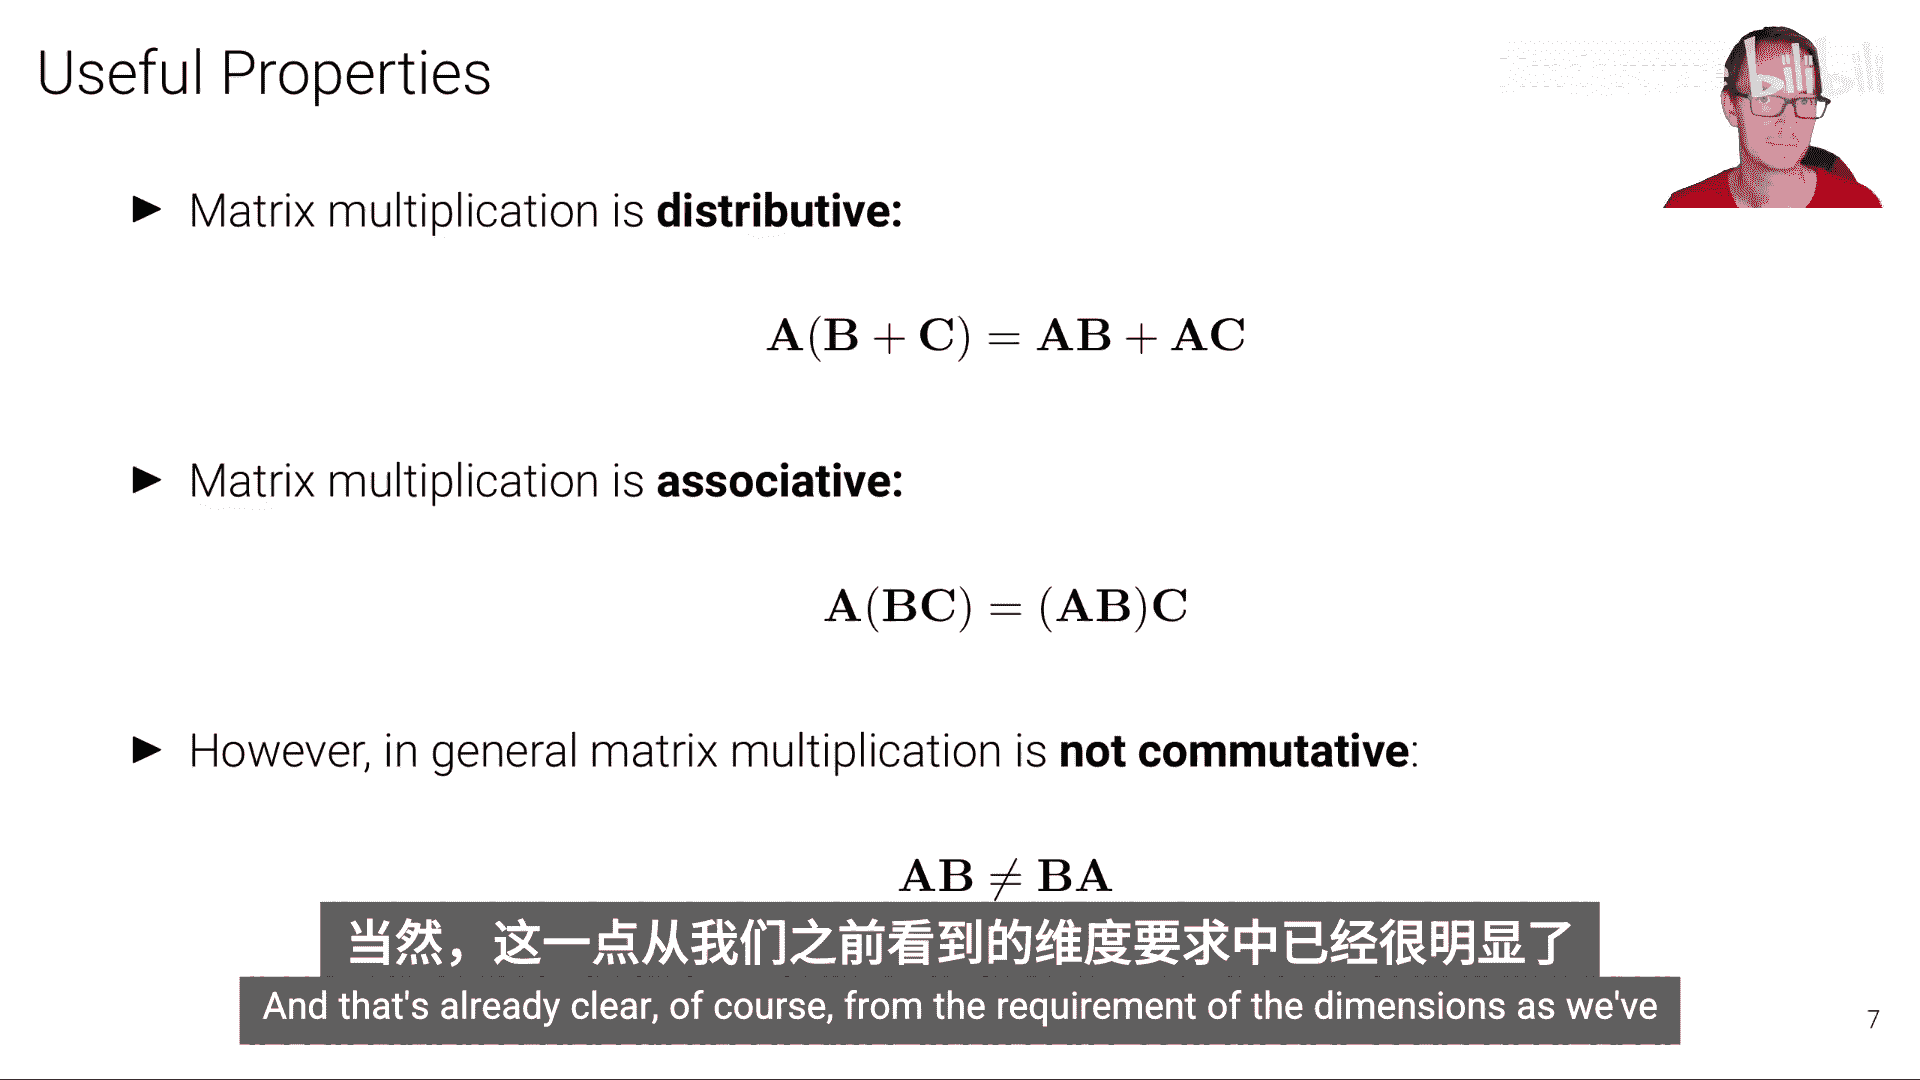 Useful Properties
bilibili
▶ Matrix multiplication is distributive:
A(B + C) = AB + AC
▶ Matrix multiplication is associative:
A(BC) = (AB)C
▶ However, in general matrix multiplication is not commutative:
AB ≠ BA
当然，这一点从我们之前看到的维度要求中已经很明显了
And that's already clear, of course, from the requirement of the dimensions as we've
7